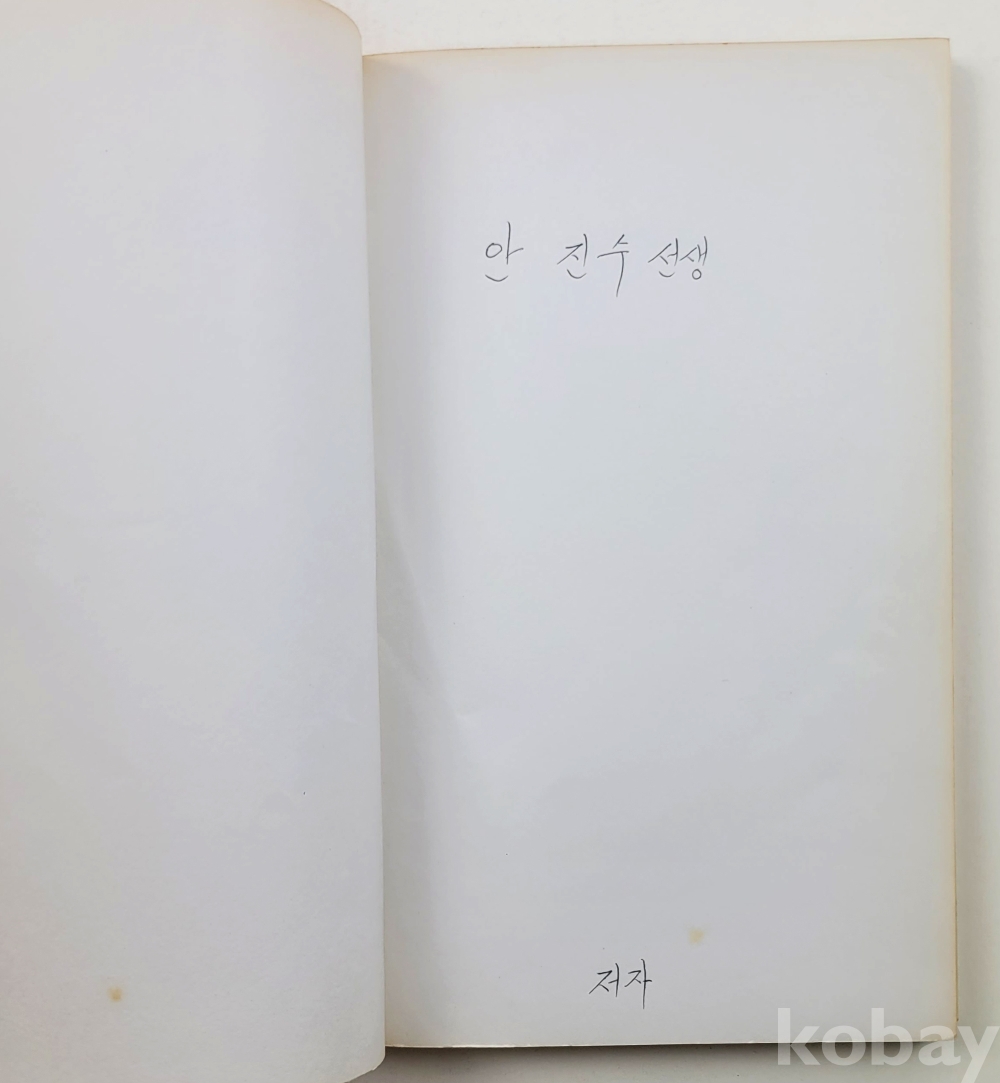 안 진수 선생
저자
kobay